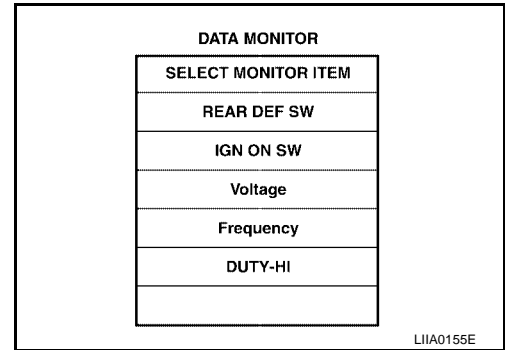 DATA MONITOR
SELECT MONITOR ITEM
REAR DEF SW
IGN ON SW
Voltage
Frequency
DUTY-HI
LIIA0155E